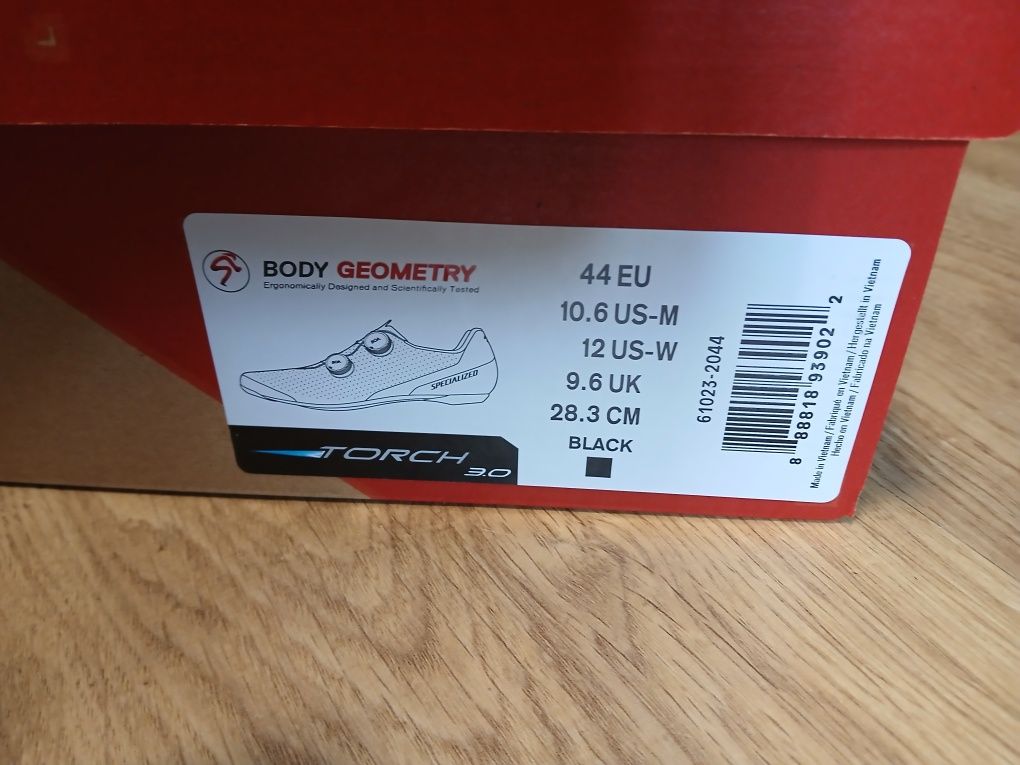 BODY GEOMETRY
Ergonomically Designed and Scientifically Tested
SPECIALIZED
TORCH
3.0
44 EU
10.6 US-M
12 US-W
9.6 UK
28.3 CM
BLACK
61023-2044
8 88818 93902 2
Made in Vietnam / Fabriqué en Vietnam / Hergestellt in Vietnam
Hecho en Vietnam / Fabricado na Vietnam